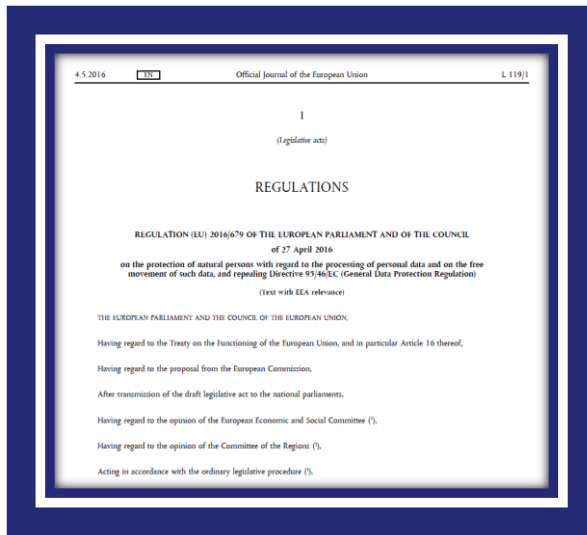 4.5.2016 EN Official Journal of the European Union L 119/1
I
(Legislative acts)
REGULATIONS
REGULATION (EU) 2016/679 OF THE EUROPEAN PARLIAMENT AND OF THE COUNCIL
of 27 April 2016
on the protection of natural persons with regard to the processing of personal data and on the free
movement of such data, and repealing Directive 95/46/EC (General Data Protection Regulation)
(Text with EEA relevance)
THE EUROPEAN PARLIAMENT AND THE COUNCIL OF THE EUROPEAN UNION,
Having regard to the Treaty on the Functioning of the European Union, and in particular Article 16 thereof,
Having regard to the proposal from the European Commission,
After transmission of the draft legislative act to the national parliaments,
Having regard to the opinion of the European Economic and Social Committee (¹),
Having regard to the opinion of the Committee of the Regions (²),
Acting in accordance with the ordinary legislative procedure (³),